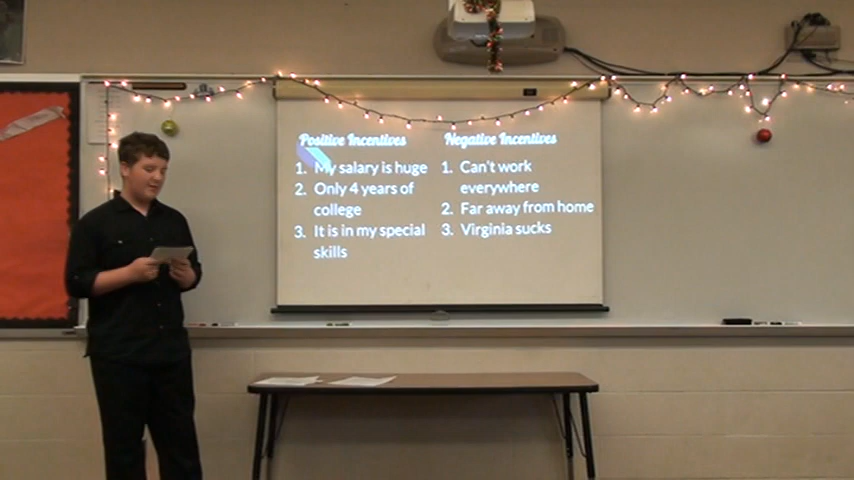 Positive Incentives
1. My salary is huge
2. Only 4 years of
college
3. It is in my special
skills
Negative Incentives
1. Can't work
everywhere
2. Far away from home
3. Virginia sucks